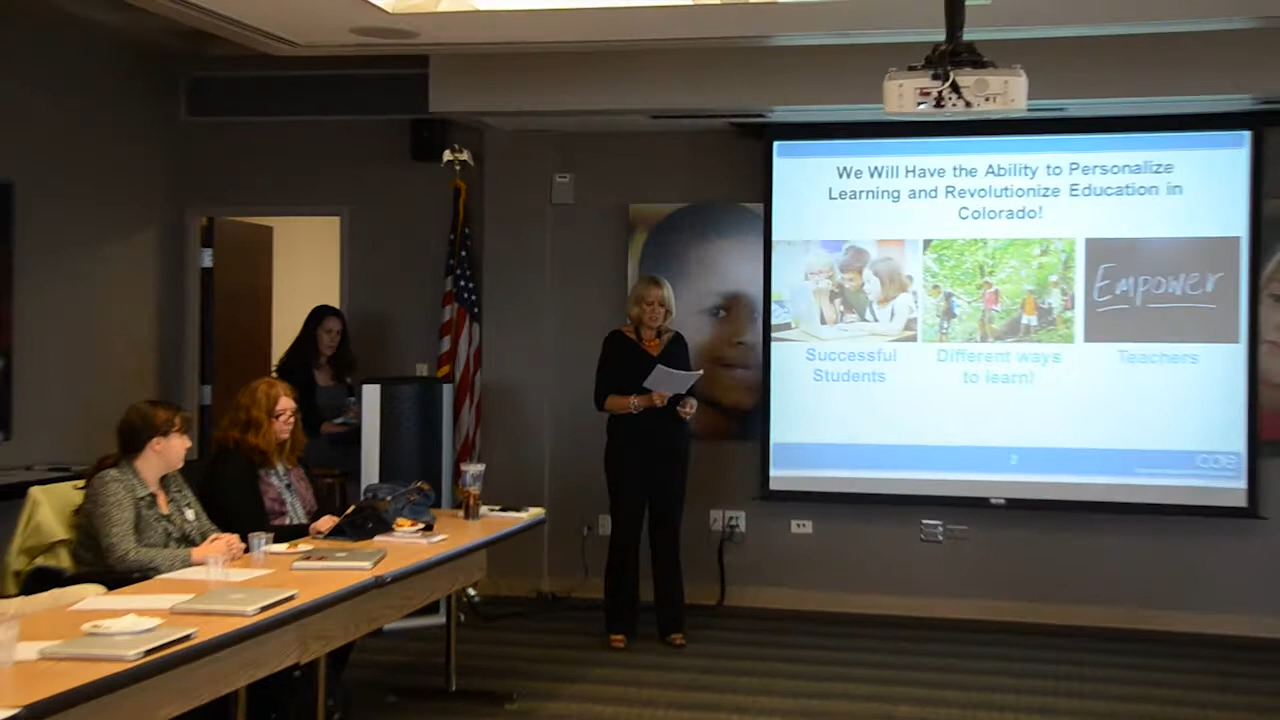 We Will Have the Ability to Personalize
Learning and Revolutionize Education in
Colorado!
Empower
Successful
Students
Different ways
to learn!
Teachers
2
cde